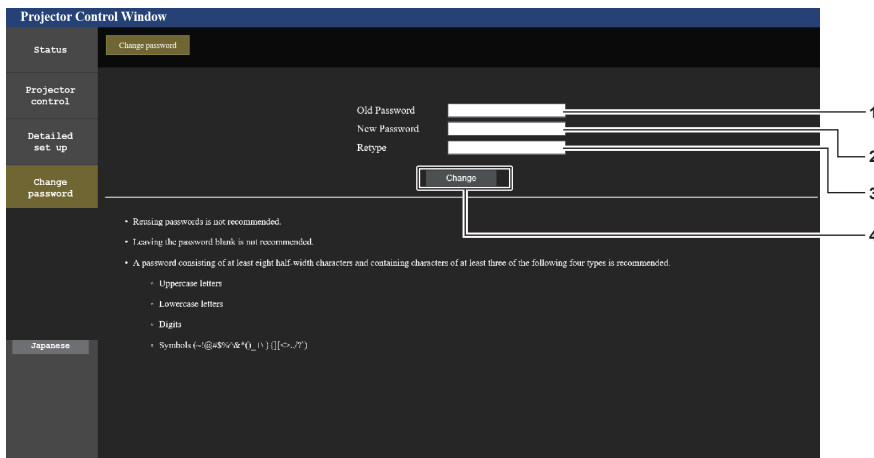 Projector Control Window
Status
Change password
Projector
control
Detailed
set up
Change
password
Japanese
Old Password
1
New Password
2
Retype
3
Change
4
• Reusing passwords is not recommended.
• Leaving the password blank is not recommended.
• A password consisting of at least eight half-width characters and containing characters of at least three of the following four types is recommended.
◦ Uppercase letters
◦ Lowercase letters
◦ Digits
◦ Symbols